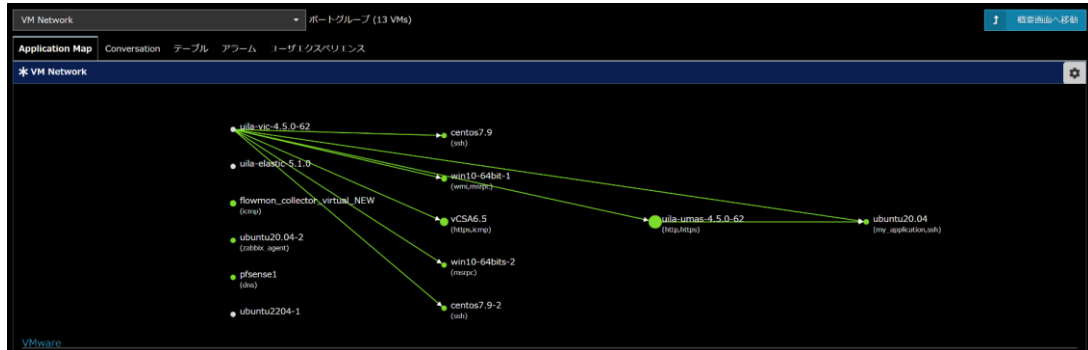 VM Network
ポートグループ (13 VMs)
概要画面へ移動
Application Map Conversation テーブル アラーム ユーザエクスペリエンス
VM Network
uila-vic-4.5.0-62
centos7.9
(ssh)
uila-elastic-5.1.0
win10-64bit-1
(wmi,msrpc)
flowmon_collector_virtual_NEW
(icmp)
vCSA6.5
(https,icmp)
uila-umas-4.5.0-62
(http,https)
ubuntu20.04
(my_application,ssh)
ubuntu20.04-2
(zabbix_agent)
win10-64bits-2
(msrpc)
pfsense1
(dns)
centos7.9-2
(ssh)
ubuntu2204-1
VMware